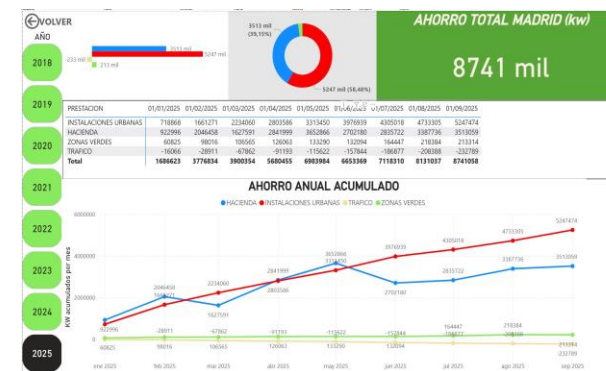 VOLVER
AÑO
2018
2019
2020
2021
2022
2023
2024
2025
3513 mil
5247 mil
-233 mil
213 mil
3513 mil
(39,15%)
5247 mil (58,48%)
AHORRO TOTAL MADRID (kw)
8741 mil
PRESTACION 01/01/2025 01/02/2025 01/03/2025 01/04/2025 01/05/2025 01/06/2025 01/07/2025 01/08/2025 01/09/2025
INSTALACIONES URBANAS 718868 1661271 2234060 2803586 3313450 3976939 4305018 4733305 5247474
HACIENDA 922996 2046458 1627591 2841999 3652866 2702180 2835722 3387736 3513059
ZONAS VERDES 60825 98016 106565 126063 133290 132094 164447 218384 213314
TRAFICO -16066 -28911 -67862 -91193 -115622 -157844 -186877 -208388 -232789
Total 1686623 3776834 3900354 5680455 6983984 6653369 7118310 8131037 8741058
AHORRO ANUAL ACUMULADO
HACIENDA INSTALACIONES URBANAS TRAFICO ZONAS VERDES
KW acumulados por mes
6000000
4000000
2000000
0
922996
2046458
1661271
2234060
1627591
2841999
2803586
3652866
3313450
3976939
2702180
4305018
2835722
4733305
3387736
5247474
3513059
60825
-28911
98016
-67862
106565
-91193
126063
-115622
133290
-157844
132094
164447
-186877
218384
-208388
213314
-232789
ene 2025 feb 2025 mar 2025 abr 2025 may 2025 jun 2025 jul 2025 ago 2025 sep 2025